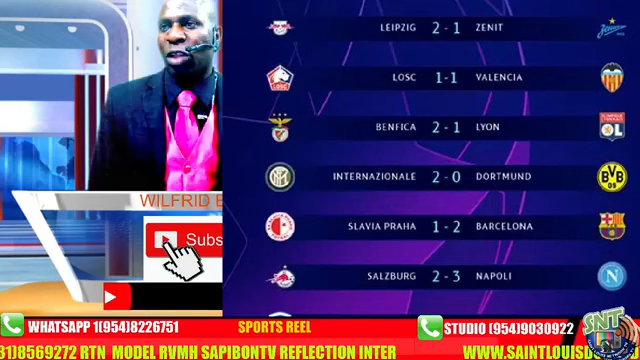 LEIPZIG 2 - 1 ZENIT
LOSC 1-1 VALENCIA
BENFICA 2 - 1 LYON
INTERNAZIONALE 2 - 0 DORTMUND
SLAVIA PRAHA 1 - 2 BARCELONA
SALZBURG 2 - 3 NAPOLI
WILFRID
Subs
WHATSAPP 1(954)8226751 SPORTS REEL STUDIO (954)9030922
31)8569272 RTN MODEL RVMH SAPIBONTV REFLECTION INTER WWW.SAINTLOUISD